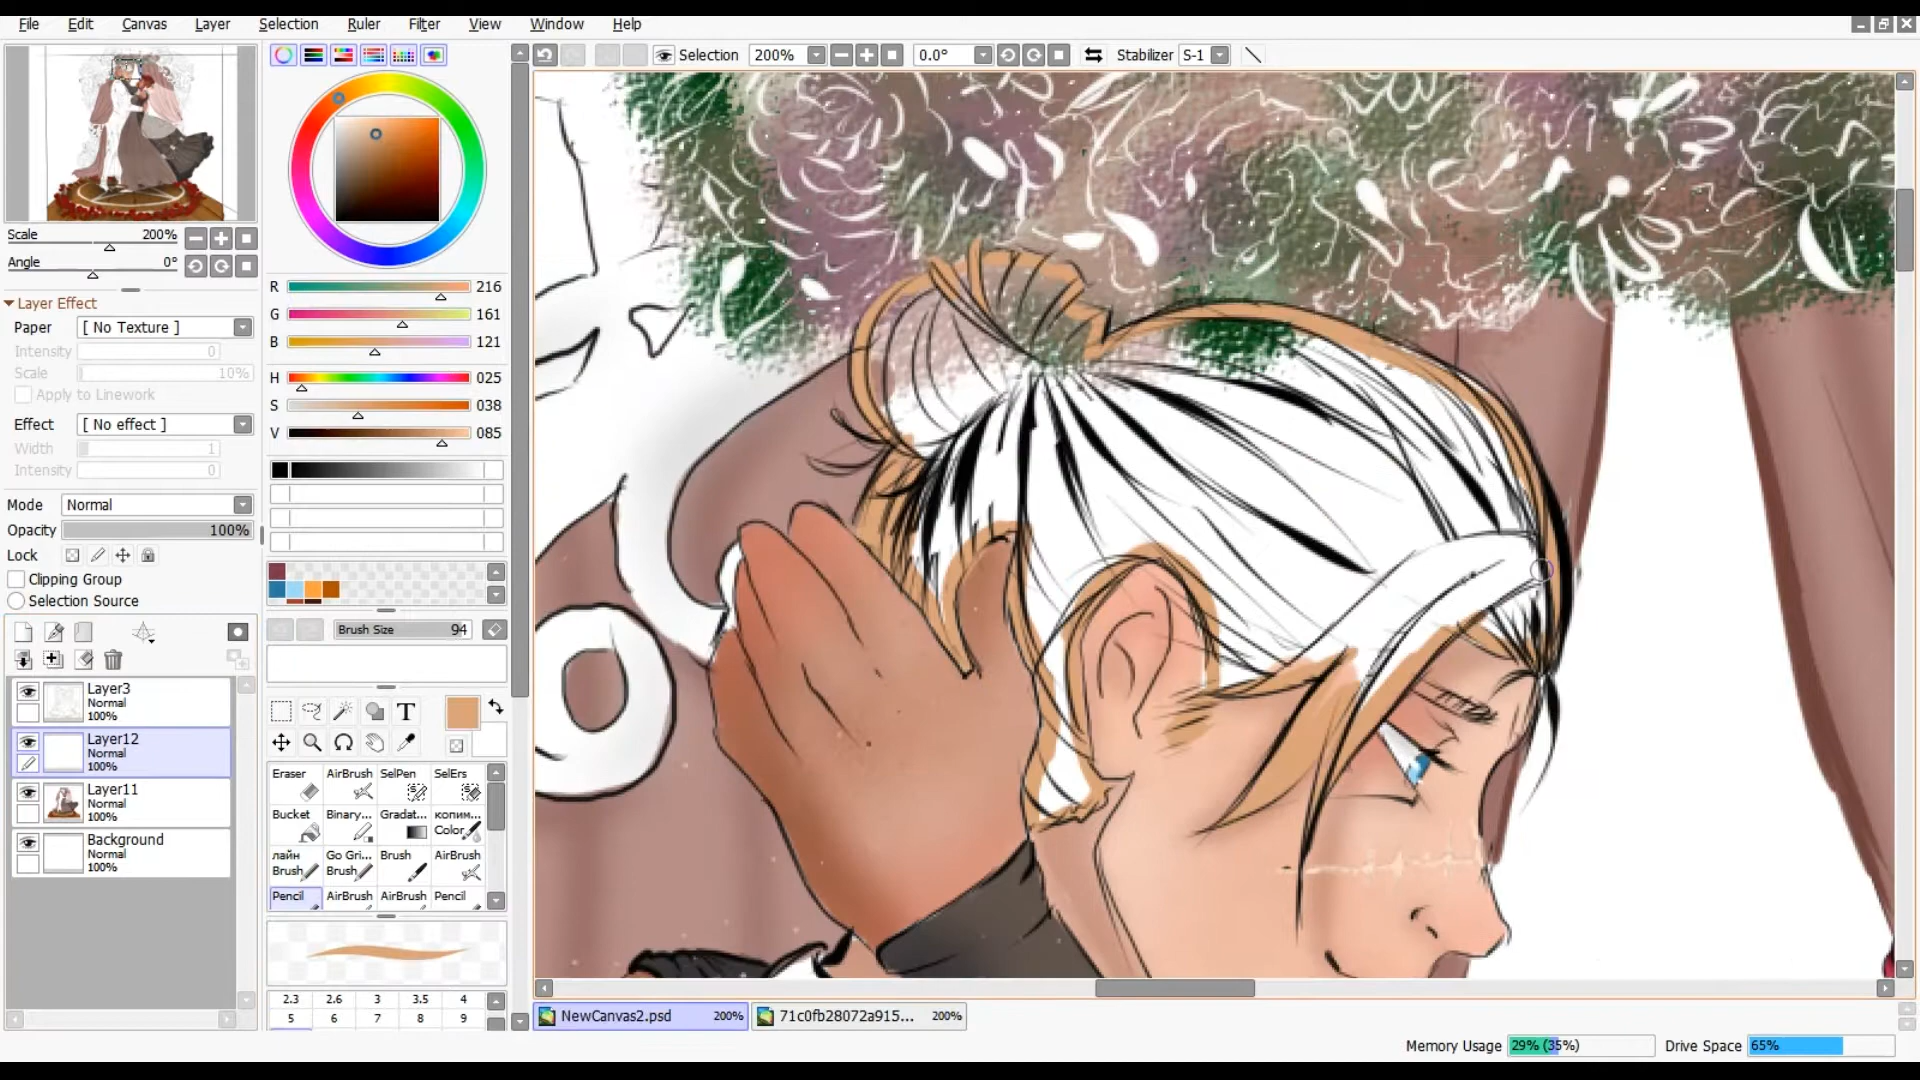 File Edit Canvas Layer Selection Ruler Filter View Window Help
Selection 200% 0.0° Stabilizer S-1
Scale 200%
Angle 0°
Layer Effect
Paper [ No Texture ]
Intensity 0
Scale 10%
Apply to Linework
Effect [ No effect ]
Width 1
Intensity 0
Mode Normal
Opacity 100%
Lock
Clipping Group
Selection Source
Layer3
Normal
100%
Layer12
Normal
100%
Layer11
Normal
100%
Background
Normal
100%
R 216
G 161
B 121
H 025
S 038
V 085
Brush Size 94
T
Eraser AirBrush SelPen SelErs
Bucket Binary... Gradat... копим...
Color
лайн Go Gri... Brush AirBrush
Brush Brush
Pencil AirBrush AirBrush Pencil
2.3 2.6 3 3.5 4
5 6 7 8 9
NewCanvas2.psd 200% 71c0fb28072a915... 200%
Memory Usage 29% (35%) Drive Space 65%